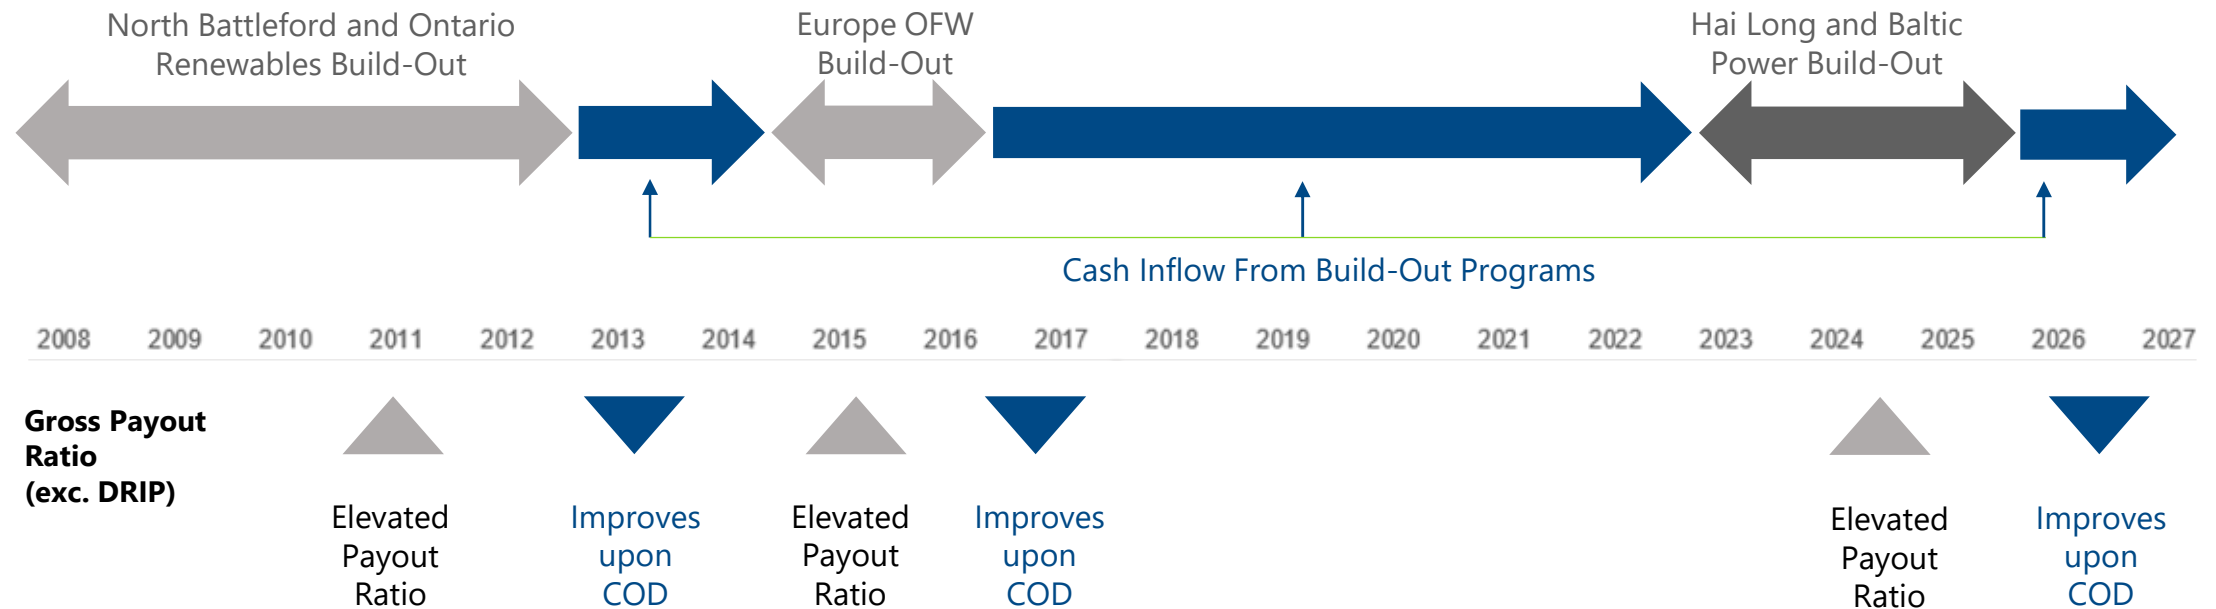 North Battleford and Ontario
Renewables Build-Out
Europe OFW
Build-Out
Hai Long and Baltic
Power Build-Out
Cash Inflow From Build-Out Programs
2008 2009 2010 2011 2012 2013 2014 2015 2016 2017 2018 2019 2020 2021 2022 2023 2024 2025 2026 2027
Gross Payout
Ratio
(exc. DRIP)
Elevated
Payout
Ratio
Improves
upon
COD
Elevated
Payout
Ratio
Improves
upon
COD
Elevated
Payout
Ratio
Improves
upon
COD